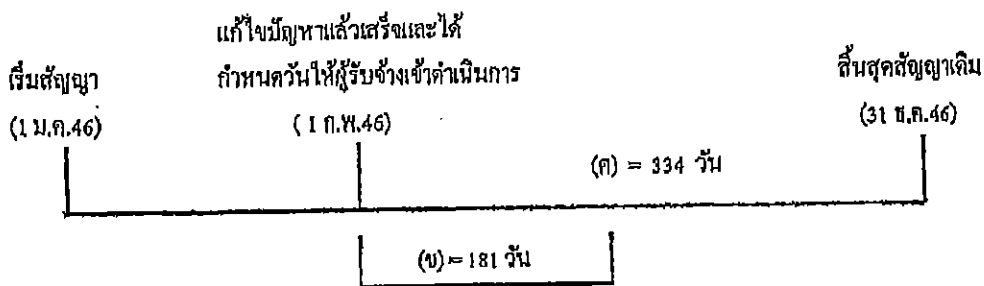 แก้ไขปัญหาแล้วเสร็จและได้
เริ่มสัญญา
กำหนดวันให้ผู้รับจ้างเข้าดำเนินการ
สิ้นสุดสัญญาเดิม
(1 ม.ค.46)
( 1 ก.พ.46)
(31 ธ.ค.46)
(ค) = 334 วัน
(ข) = 181 วัน